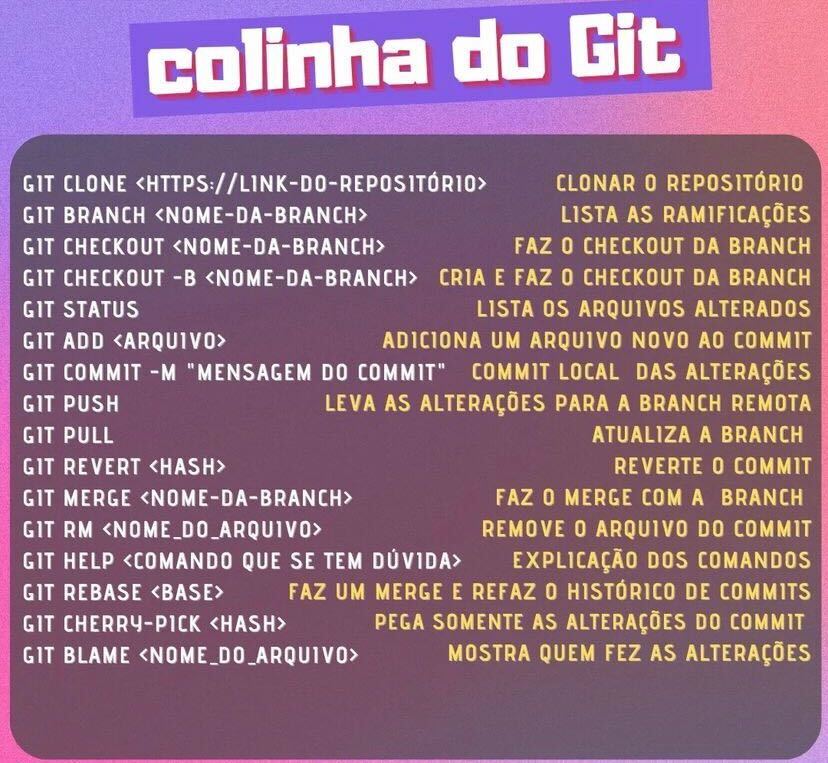 colinha do Git
GIT CLONE <HTTPS://LINK-DO-REPOSITÓRIO> CLONAR O REPOSITÓRIO
GIT BRANCH <NOME-DA-BRANCH> LISTA AS RAMIFICAÇÕES
GIT CHECKOUT <NOME-DA-BRANCH> FAZ O CHECKOUT DA BRANCH
GIT CHECKOUT -B <NOME-DA-BRANCH> CRIA E FAZ O CHECKOUT DA BRANCH
GIT STATUS LISTA OS ARQUIVOS ALTERADOS
GIT ADD <ARQUIVO> ADICIONA UM ARQUIVO NOVO AO COMMIT
GIT COMMIT -M "MENSAGEM DO COMMIT" COMMIT LOCAL DAS ALTERAÇÕES
GIT PUSH LEVA AS ALTERAÇÕES PARA A BRANCH REMOTA
GIT PULL ATUALIZA A BRANCH
GIT REVERT <HASH> REVERTE O COMMIT
GIT MERGE <NOME-DA-BRANCH> FAZ O MERGE COM A BRANCH
GIT RM <NOME_DO_ARQUIVO> REMOVE O ARQUIVO DO COMMIT
GIT HELP <COMANDO QUE SE TEM DÚVIDA> EXPLICAÇÃO DOS COMANDOS
GIT REBASE <BASE> FAZ UM MERGE E REFAZ O HISTÓRICO DE COMMITS
GIT CHERRY-PICK <HASH> PEGA SOMENTE AS ALTERAÇÕES DO COMMIT
GIT BLAME <NOME_DO_ARQUIVO> MOSTRA QUEM FEZ AS ALTERAÇÕES